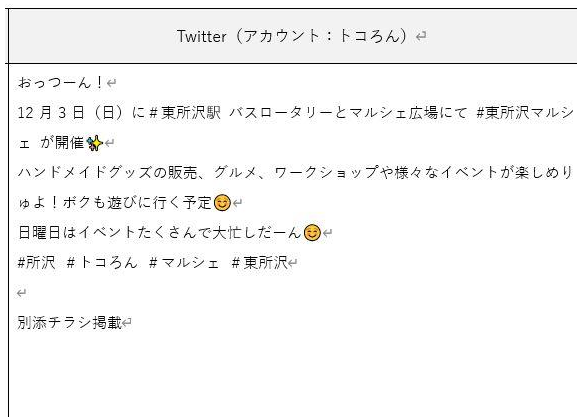 Twitter（アカウント：トコろん）↵
おっつーん！↵
12 月 3 日（日）に＃東所沢駅 バスロータリーとマルシェ広場にて #東所沢マルシ
ェ が開催✨↵
ハンドメイドグッズの販売、グルメ、ワークショップや様々なイベントが楽しめり
ゅよ！ボクも遊びに行く予定😊↵
日曜日はイベントたくさんで大忙しだーん😊↵
#所沢 ＃トコろん ＃マルシェ ＃東所沢↵
↵
別添チラシ掲載↵